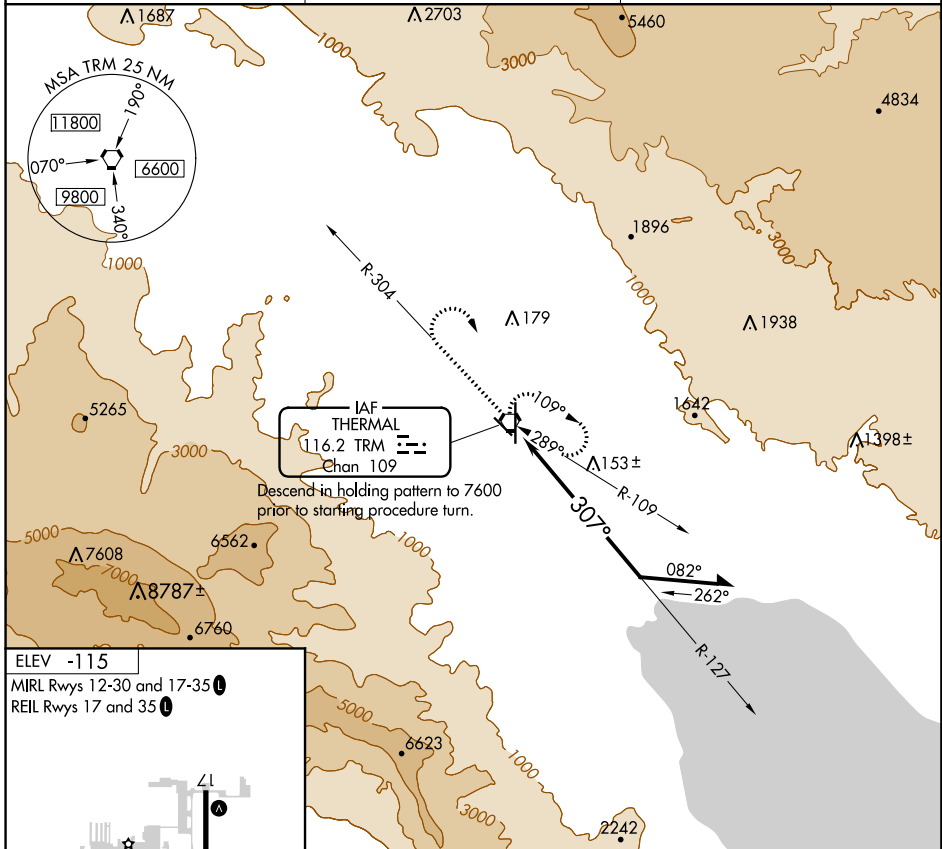 1687
2703
5460
1000
3000
4834
MSA TRM 25 NM
190°
11800
070°
6600
9800
340°
1000
1896
3000
R-304
1000
179
1938
5265
IAF
THERMAL
116.2 TRM
Chan 109
109°
289°
1642
1398±
153±
3000
R-109
Descend in holding pattern to 7600
prior to starting procedure turn.
307°
5000
6562
1000
7608
7000
8787±
082°
262°
6760
R-127
ELEV -115
MIRL Rwys 12-30 and 17-35 L
REIL Rwys 17 and 35 L
5000
6623
1000
17
A
3000
2242